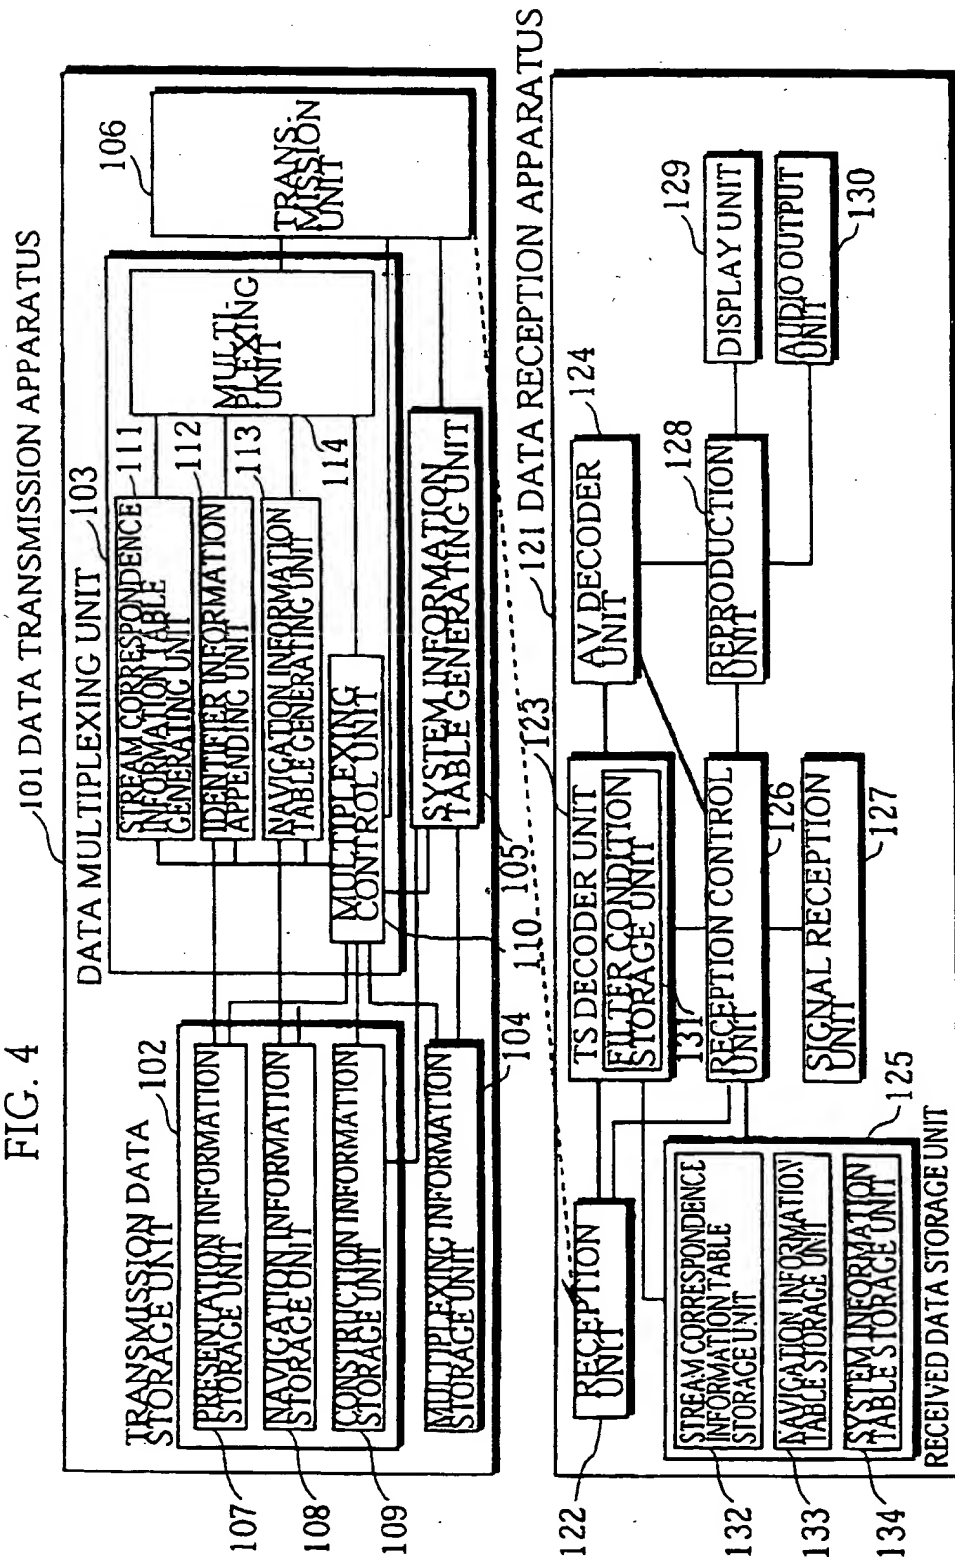 FIG. 4
101 DATA TRANSMISSION APPARATUS
TRANSMISSION DATA
STORAGE UNIT
102
107
PRESENTATION INFORMATION
STORAGE UNIT
108
NAVIGATION INFORMATION
STORAGE UNIT
109
CONSTRUCTION INFORMATION
STORAGE UNIT
MULTIPLEXING INFORMATION
STORAGE UNIT
104
DATA MULTIPLEXING UNIT
103
STREAM CORRESPONDENCE
INFORMATION TABLE
GENERATING UNIT
111
IDENTIFIER INFORMATION
APPENDING UNIT
112
NAVIGATION INFORMATION
TABLE GENERATING UNIT
113
MULTIPLEXING
CONTROL UNIT
110
MULTI-
PLEXING
UNIT
114
SYSTEM INFORMATION
TABLE GENERATING UNIT
105
TRANS-
MISSION
UNIT
106
121 DATA RECEPTION APPARATUS
RECEPTION
UNIT
122
TS DECODER UNIT
123
FILTER CONDITION
STORAGE UNIT
131
AV DECODER
UNIT
124
RECEPTION CONTROL
UNIT
126
SIGNAL RECEPTION
UNIT
127
REPRODUCTION
UNIT
128
DISPLAY UNIT
129
AUDIO OUTPUT
UNIT
130
125
STREAM CORRESPONDENCE
INFORMATION TABLE
STORAGE UNIT
132
NAVIGATION INFORMATION
TABLE STORAGE UNIT
133
SYSTEM INFORMATION
TABLE STORAGE UNIT
134
RECEIVED DATA STORAGE UNIT